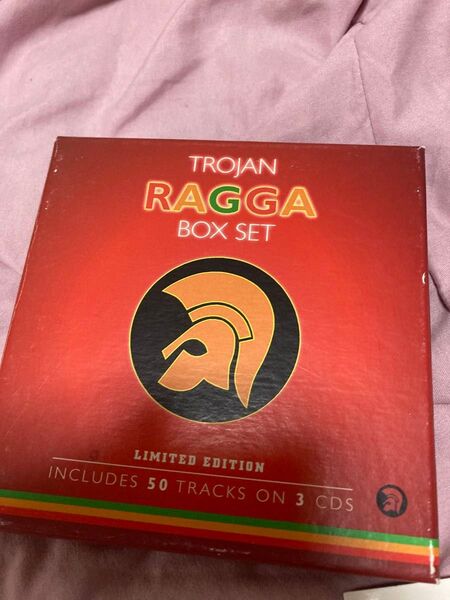 TROJAN
RAGGA
BOX SET
LIMITED EDITION
INCLUDES 50 TRACKS ON 3 CDS